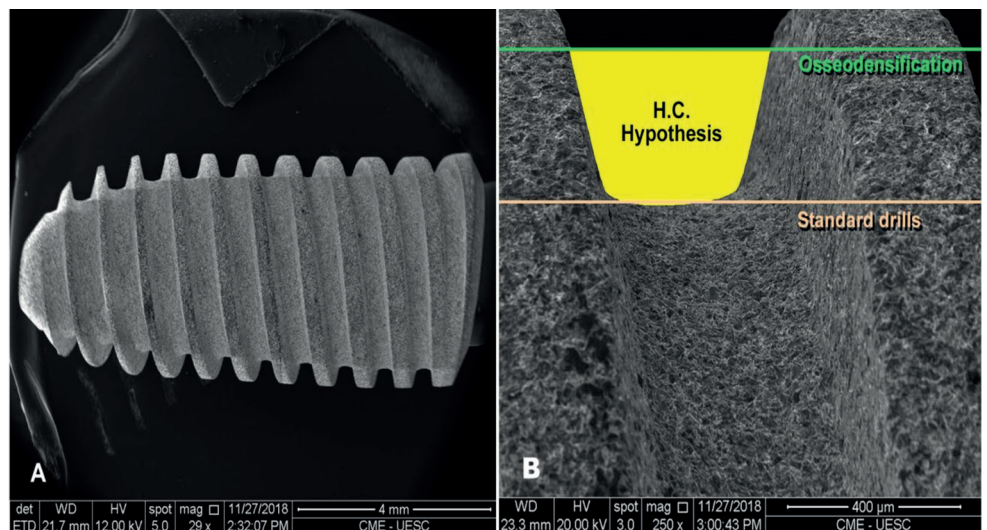 A
det WD HV spot mag □ 11/27/2018 4 mm
ETD 21.7 mm 12.00 kV 5.0 29 x 2:32:07 PM CME - UESC
Osseodensification
H.C.
Hypothesis
Standard drills
B
WD HV spot mag □ 11/27/2018 400 µm
23.3 mm 20.00 kV 3.0 250 x 3:00:43 PM CME - UESC